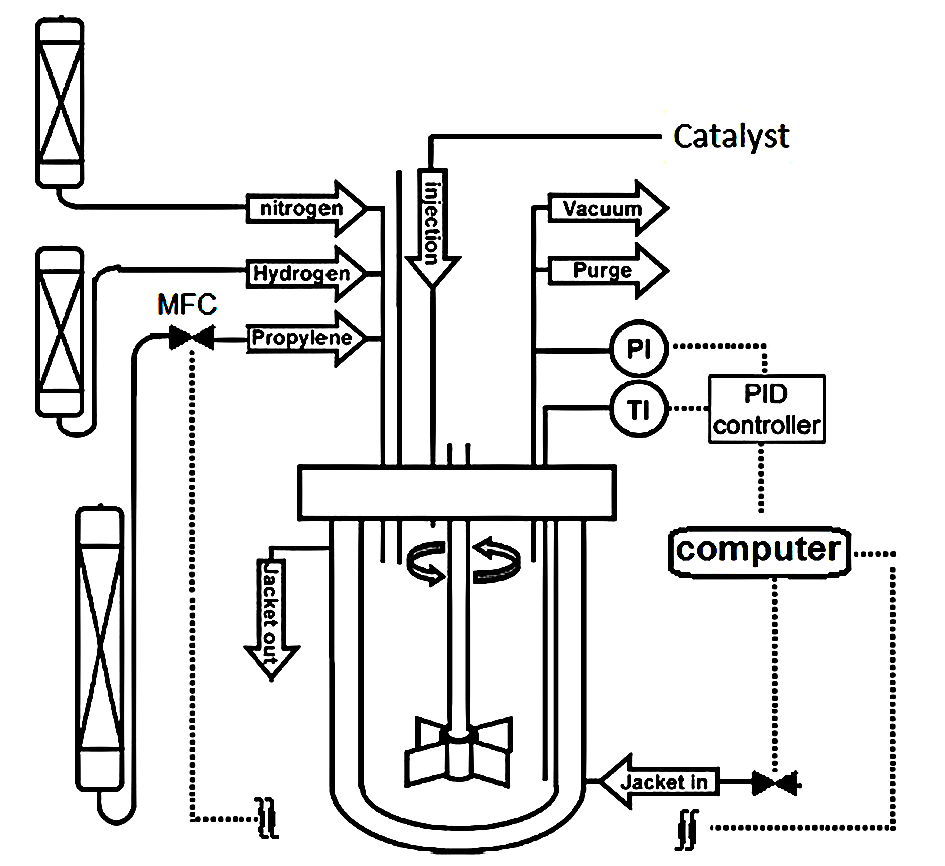 Catalyst
injection
nitrogen
Vacuum
Hydrogen
Purge
MFC
Propylene
PI
TI
PID
controller
computer
Jacket out
Jacket in